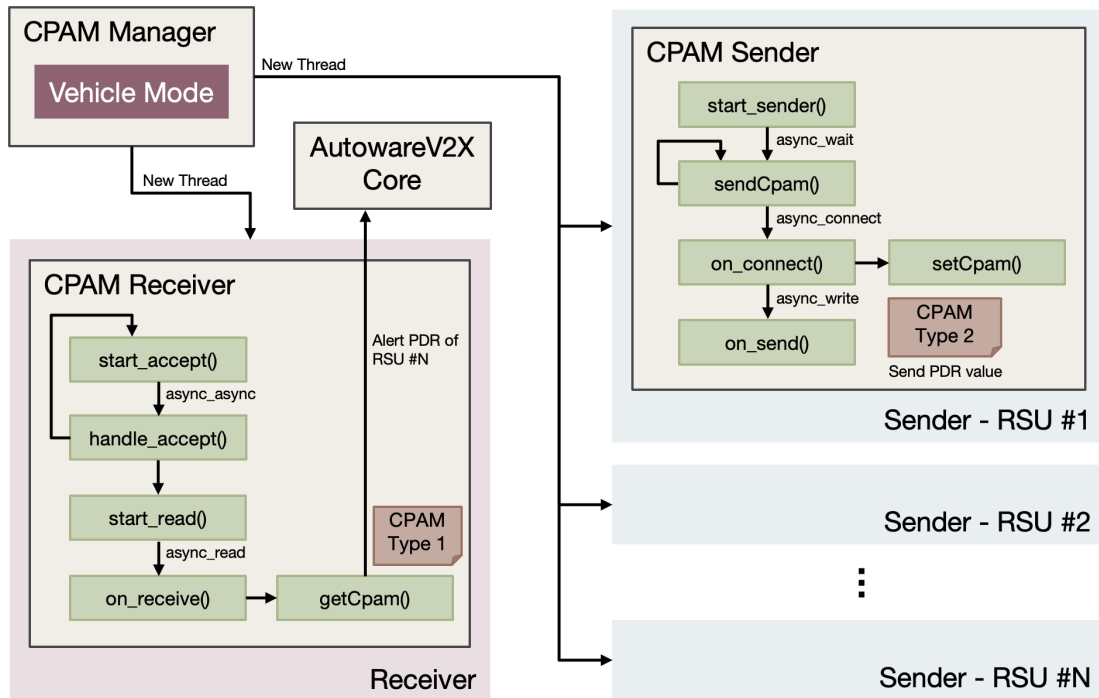 CPAM Manager
Vehicle Mode
New Thread
New Thread
AutowareV2X
Core
CPAM Receiver
start_accept()
async_async
handle_accept()
start_read()
async_read
on_receive()
getCpam()
CPAM
Type 1
Alert PDR of
RSU #N
Receiver
CPAM Sender
start_sender()
async_wait
sendCpam()
async_connect
on_connect()
setCpam()
async_write
on_send()
CPAM
Type 2
Send PDR value
Sender - RSU #1
Sender - RSU #2
Sender - RSU #N